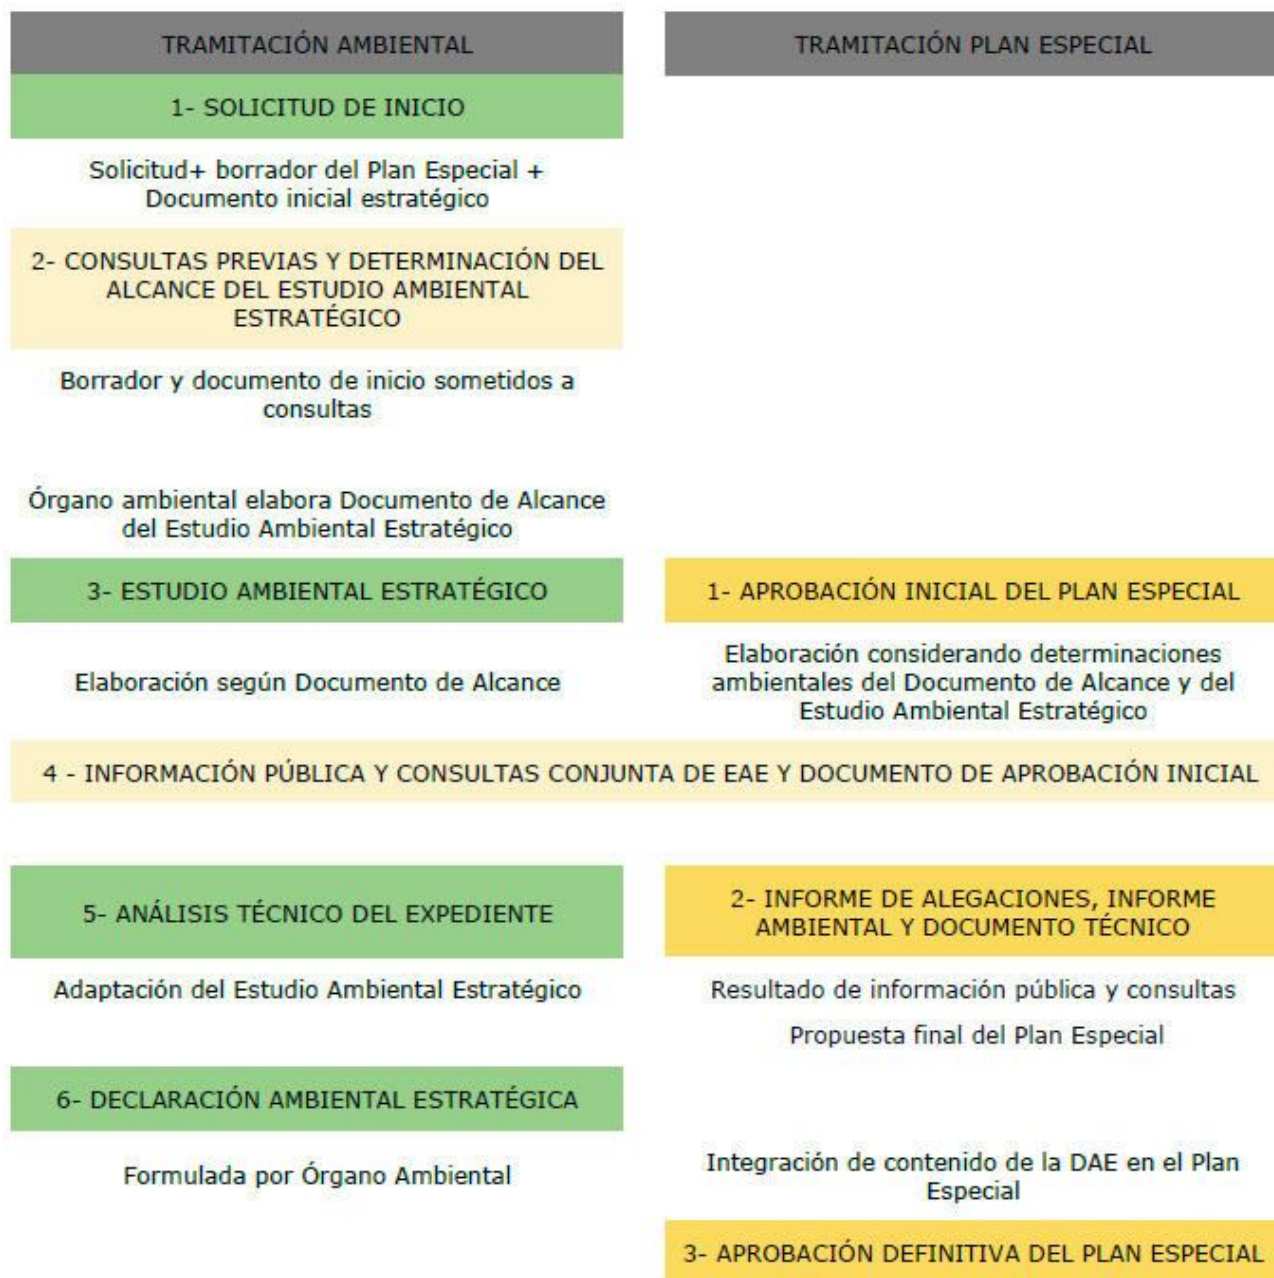 TRAMITACIÓN AMBIENTAL
TRAMITACIÓN PLAN ESPECIAL
1- SOLICITUD DE INICIO
Solicitud+ borrador del Plan Especial +
Documento inicial estratégico
2- CONSULTAS PREVIAS Y DETERMINACIÓN DEL
ALCANCE DEL ESTUDIO AMBIENTAL
ESTRATÉGICO
Borrador y documento de inicio sometidos a
consultas
Órgano ambiental elabora Documento de Alcance
del Estudio Ambiental Estratégico
3- ESTUDIO AMBIENTAL ESTRATÉGICO
1- APROBACIÓN INICIAL DEL PLAN ESPECIAL
Elaboración según Documento de Alcance
Elaboración considerando determinaciones
ambientales del Documento de Alcance y del
Estudio Ambiental Estratégico
4 - INFORMACIÓN PÚBLICA Y CONSULTAS CONJUNTA DE EAE Y DOCUMENTO DE APROBACIÓN INICIAL
5- ANÁLISIS TÉCNICO DEL EXPEDIENTE
2- INFORME DE ALEGACIONES, INFORME
AMBIENTAL Y DOCUMENTO TÉCNICO
Adaptación del Estudio Ambiental Estratégico
Resultado de información pública y consultas
Propuesta final del Plan Especial
6- DECLARACIÓN AMBIENTAL ESTRATÉGICA
Formulada por Órgano Ambiental
Integración de contenido de la DAE en el Plan
Especial
3- APROBACIÓN DEFINITIVA DEL PLAN ESPECIAL